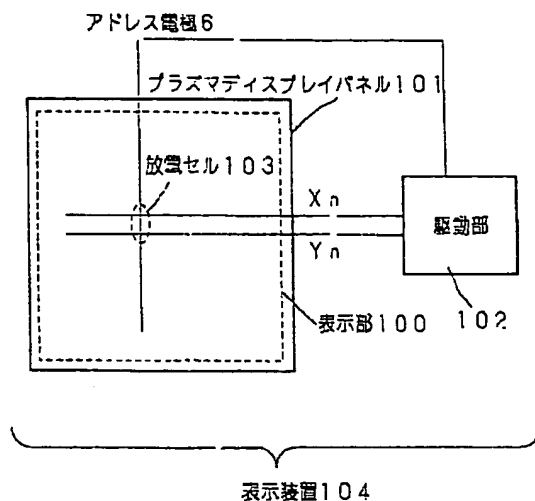 アドレス電極6
プラズマディスプレイパネル101
放電セル103
Xn
Yn
駆動部
102
表示部100
表示装置104